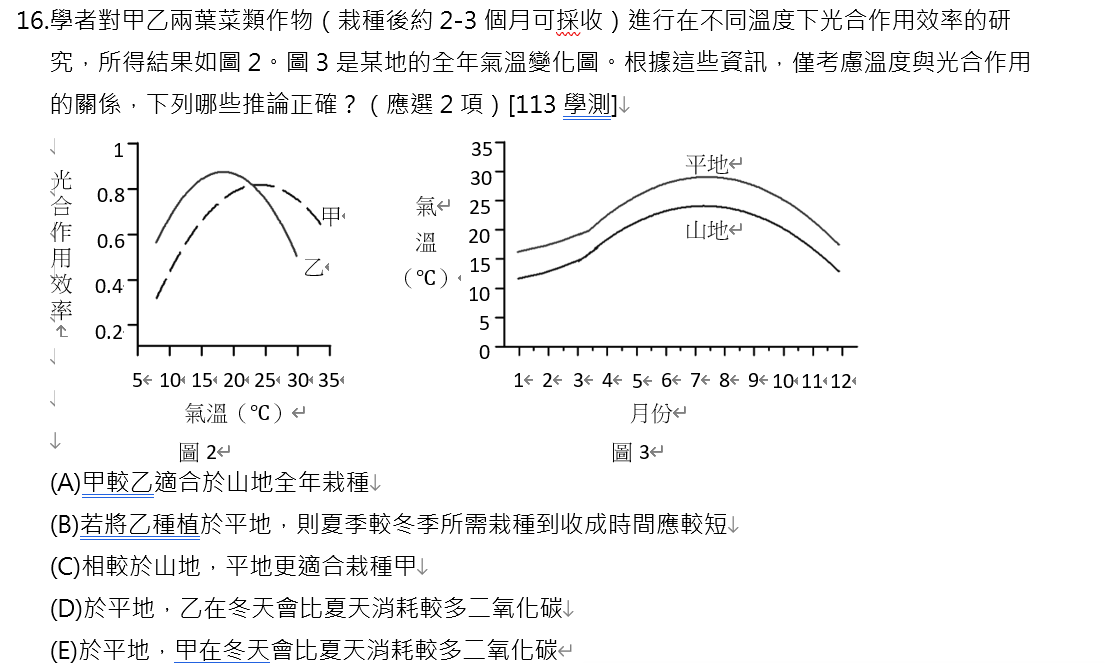 16.學者對甲乙兩葉菜類作物（栽種後約 2-3 個月可採收）進行在不同溫度下光合作用效率的研
究，所得結果如圖 2。圖 3 是某地的全年氣溫變化圖。根據這些資訊，僅考慮溫度與光合作用
的關係，下列哪些推論正確？（應選 2 項）[113 學測]↓
光合作用效率
1
0.8
0.6
0.4
0.2
甲
乙
5 10 15 20 25 30 35
氣溫（℃）
圖 2
氣溫（℃）
35
30
25
20
15
10
5
0
平地
山地
1 2 3 4 5 6 7 8 9 10 11 12
月份
圖 3
(A)甲較乙適合於山地全年栽種↓
(B)若將乙種植於平地，則夏季較冬季所需栽種到收成時間應較短↓
(C)相較於山地，平地更適合栽種甲↓
(D)於平地，乙在冬天會比夏天消耗較多二氧化碳↓
(E)於平地，甲在冬天會比夏天消耗較多二氧化碳↵